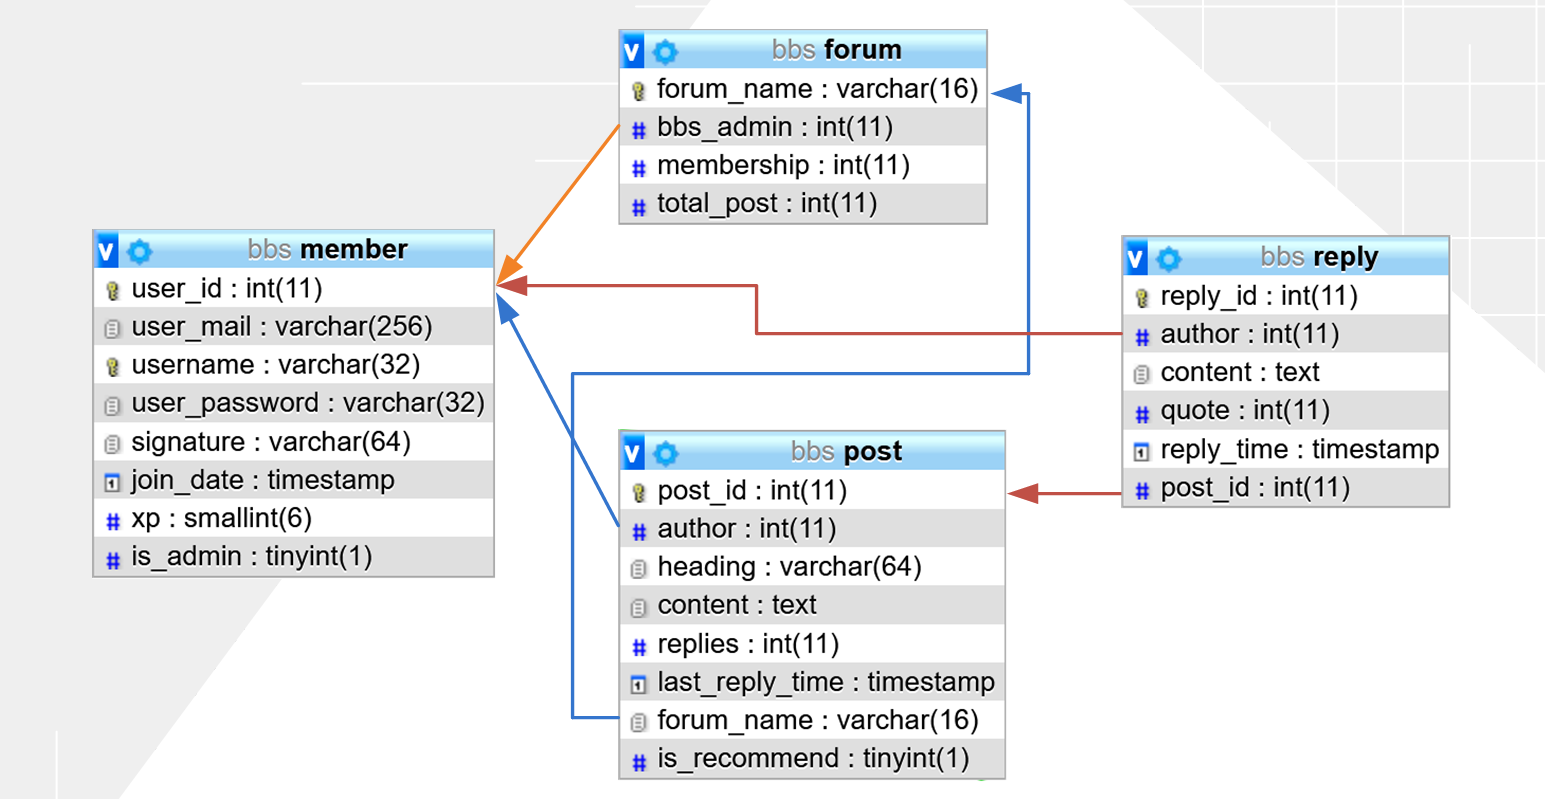 v bbs forum
forum_name : varchar(16)
# bbs_admin : int(11)
# membership : int(11)
# total_post : int(11)
v bbs member
user_id : int(11)
user_mail : varchar(256)
username : varchar(32)
user_password : varchar(32)
signature : varchar(64)
1 join_date : timestamp
# xp : smallint(6)
# is_admin : tinyint(1)
v bbs post
post_id : int(11)
# author : int(11)
heading : varchar(64)
content : text
# replies : int(11)
1 last_reply_time : timestamp
forum_name : varchar(16)
# is_recommend : tinyint(1)
v bbs reply
reply_id : int(11)
# author : int(11)
content : text
# quote : int(11)
1 reply_time : timestamp
# post_id : int(11)